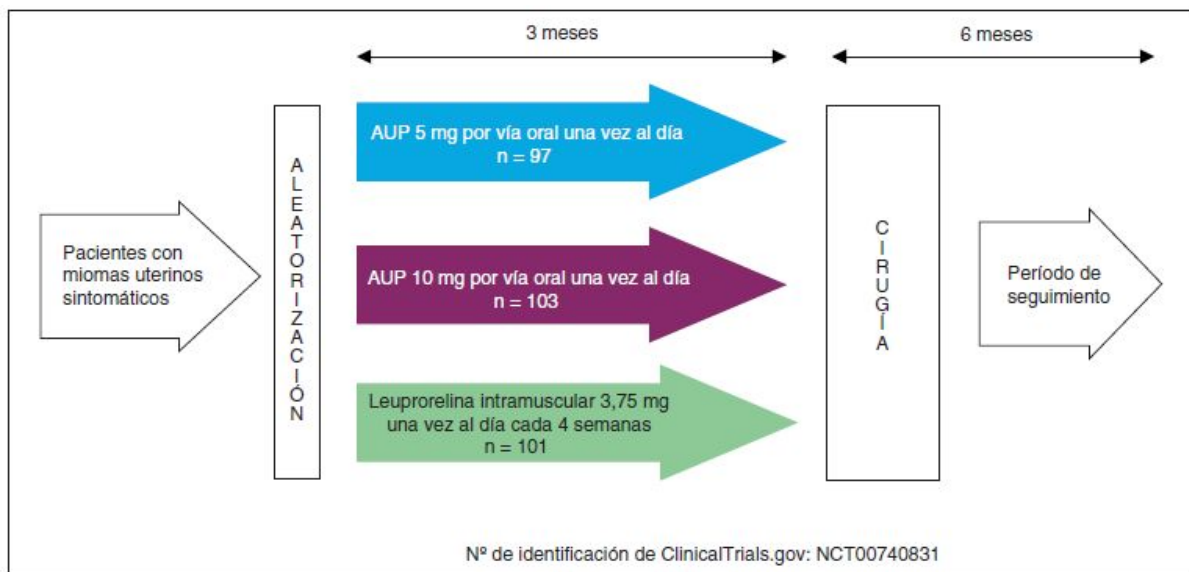 3 meses
6 meses
AUP 5 mg por vía oral una vez al día
n = 97
ALEATORIZACIÓN
Pacientes con
miomas uterinos
sintomáticos
AUP 10 mg por vía oral una vez al día
n = 103
CIRUGÍA
Período de
seguimiento
Leuprorelina intramuscular 3,75 mg
una vez al día cada 4 semanas
n = 101
Nº de identificación de ClinicalTrials.gov: NCT00740831